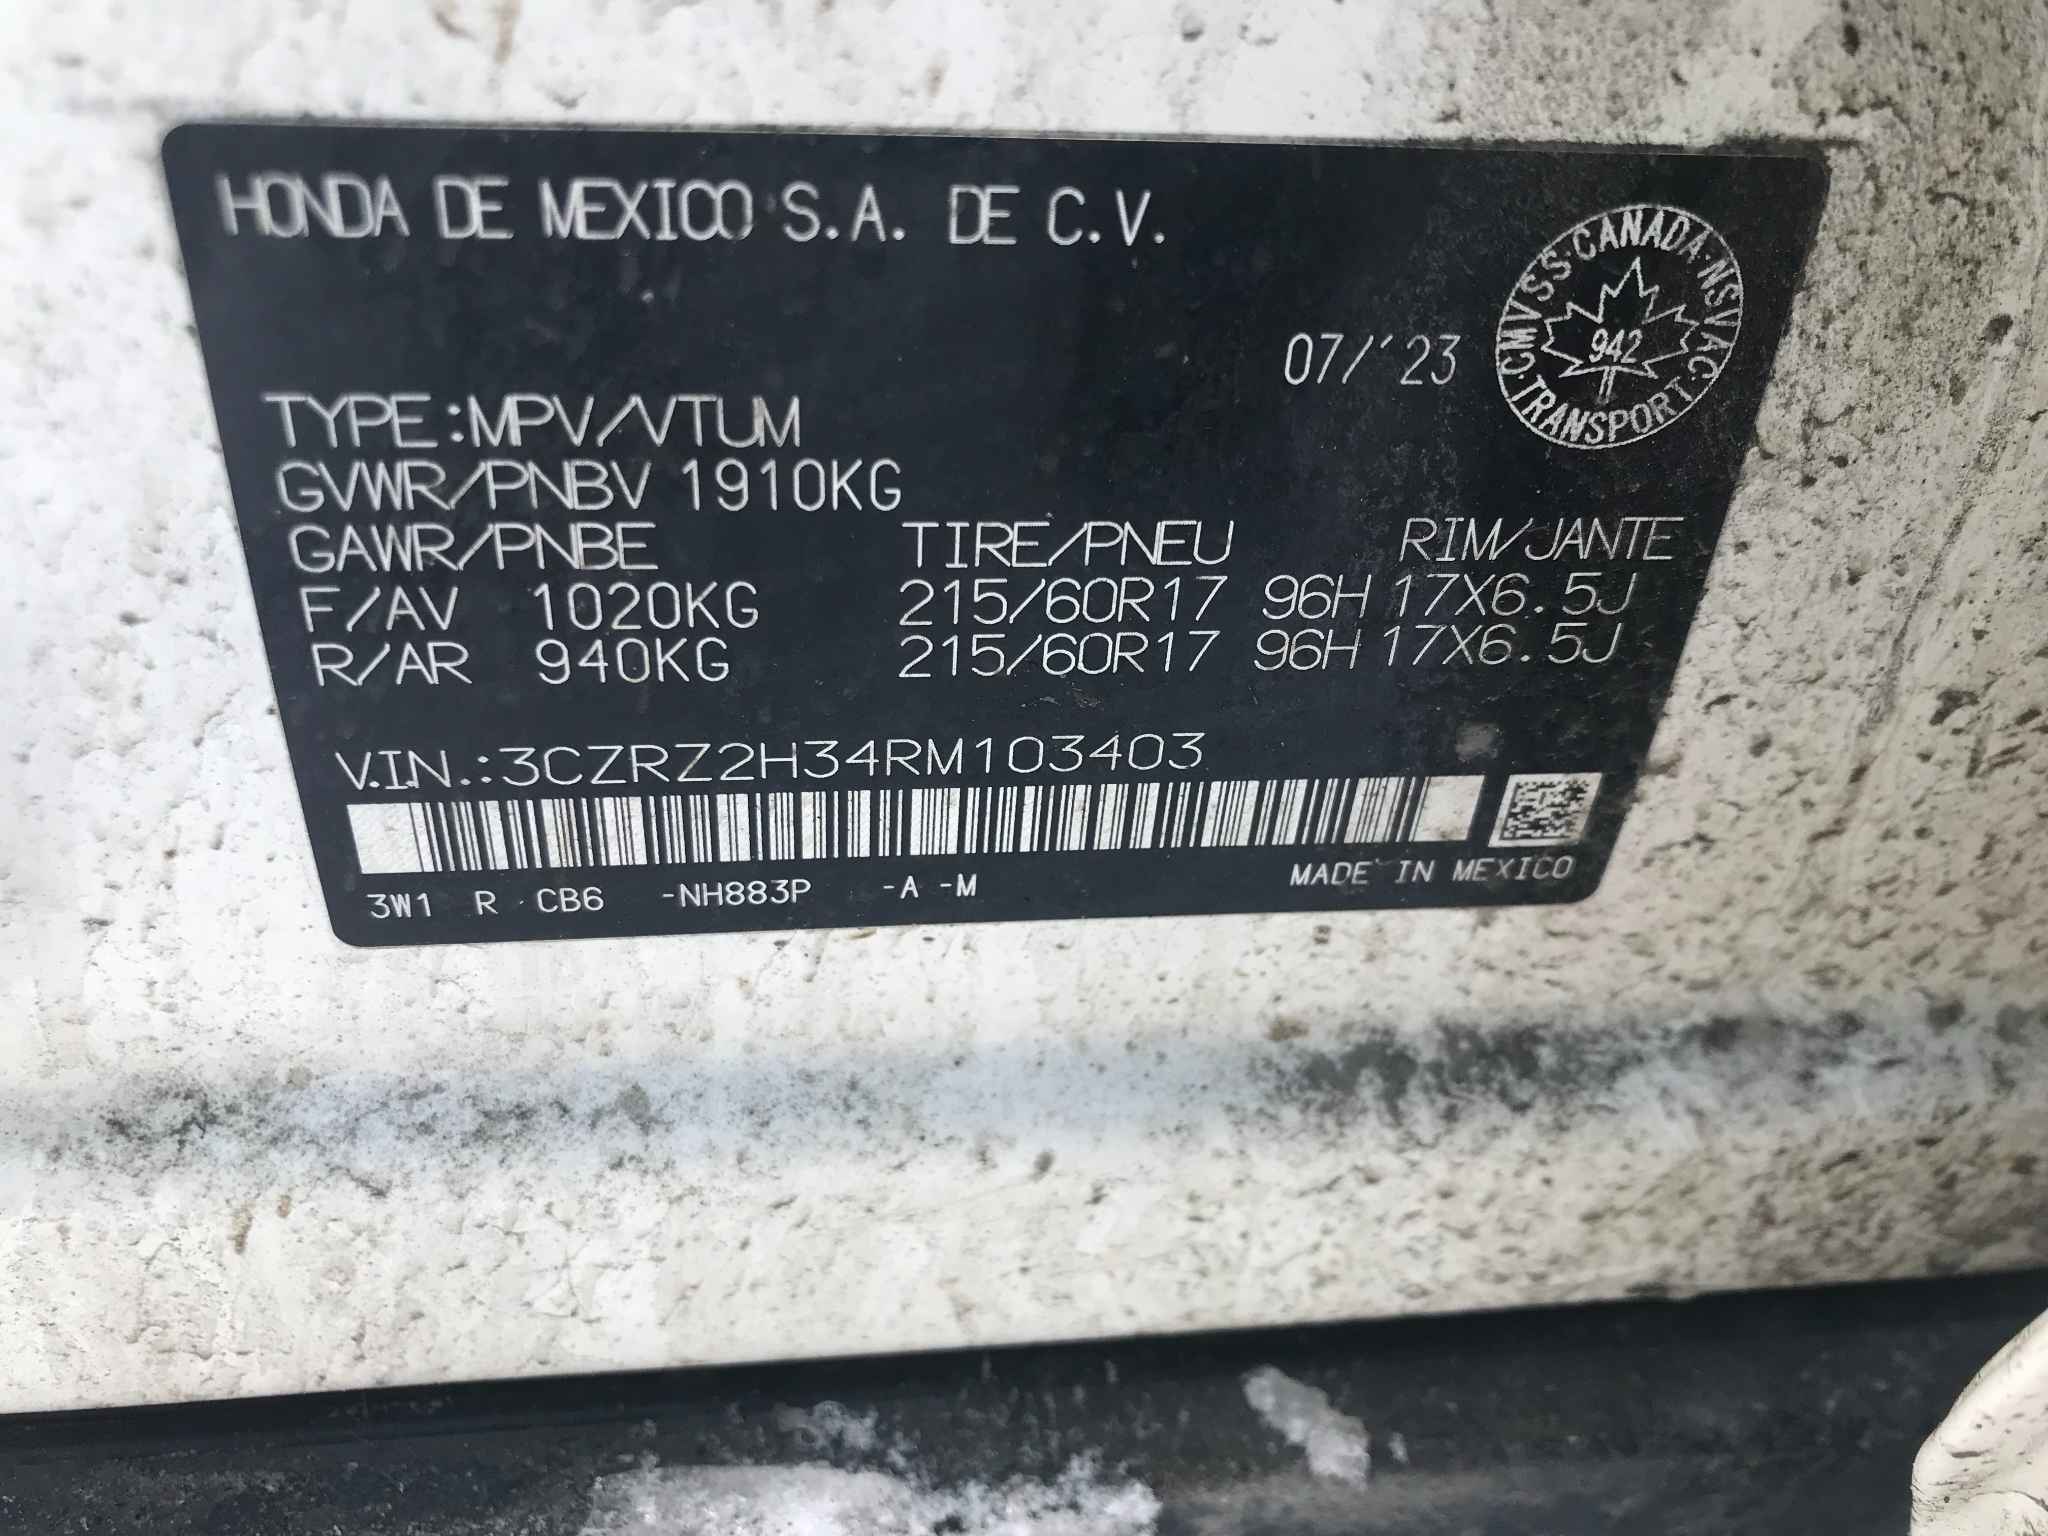 HONDA DE MEXICO S.A. DE C.V.
07/'23
CMVSS·CANADA·NSVAC·TRANSPORT·
942
TYPE:MPV/VTUM
GVWR/PNBV 1910KG
GAWR/PNBE TIRE/PNEU RIM/JANTE
F/AV 1020KG 215/60R17 96H 17X6.5J
R/AR 940KG 215/60R17 96H 17X6.5J
V.I.N.:3CZRZ2H34RM103403
3W1 R CB6 -NH883P -A -M MADE IN MEXICO